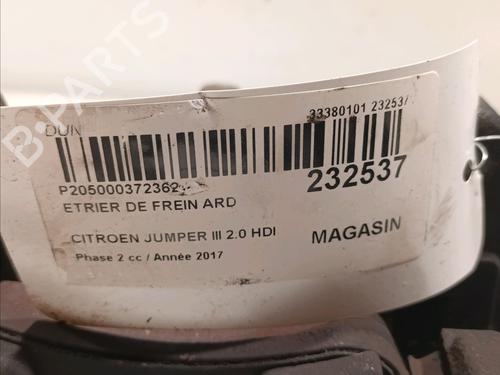 DUN
33380101 232537
P205000372362
232537
ETRIER DE FREIN ARD
CITROEN JUMPER III 2.0 HDI
MAGASIN
Phase 2 cc / Année 2017
B-PARTS